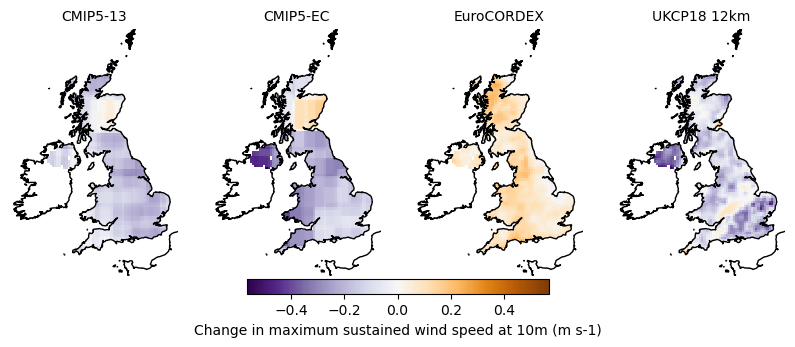 CMIP5-13 CMIP5-EC EuroCORDEX UKCP18 12km
−0.4 −0.2 0.0 0.2 0.4
Change in maximum sustained wind speed at 10m (m s-1)